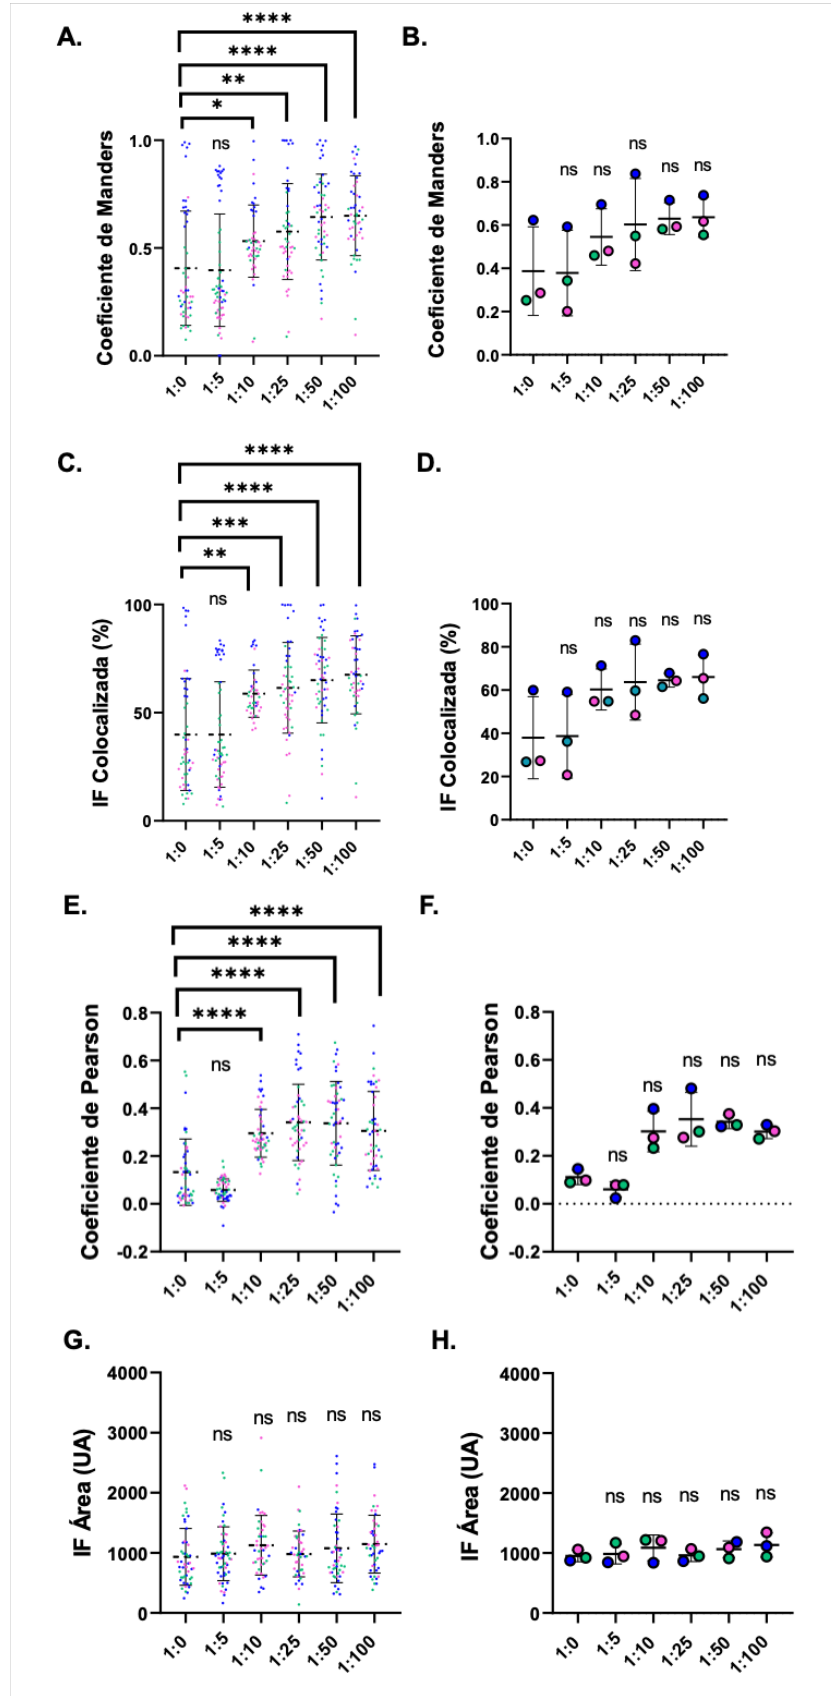 A.
****
****
**
*
ns
Coeficiente de Manders
1.0
0.5
0.0
1:0 1:5 1:10 1:25 1:50 1:100
B.
ns ns ns ns ns
Coeficiente de Manders
1.0
0.8
0.6
0.4
0.2
0.0
1:0 1:5 1:10 1:25 1:50 1:100
C.
****
****
***
**
ns
IF Colocalizada (%)
100
50
0
1:0 1:5 1:10 1:25 1:50 1:100
D.
ns ns ns ns ns
IF Colocalizada (%)
100
80
60
40
20
0
1:0 1:5 1:10 1:25 1:50 1:100
E.
****
****
****
****
ns
Coeficiente de Pearson
0.8
0.6
0.4
0.2
0.0
-0.2
1:0 1:5 1:10 1:25 1:50 1:100
F.
ns ns ns ns ns
Coeficiente de Pearson
0.8
0.6
0.4
0.2
0.0
-0.2
1:0 1:5 1:10 1:25 1:50 1:100
G.
ns ns ns ns ns
IF Área (UA)
4000
3000
2000
1000
0
1:0 1:5 1:10 1:25 1:50 1:100
H.
ns ns ns ns ns
IF Área (UA)
4000
3000
2000
1000
0
1:0 1:5 1:10 1:25 1:50 1:100